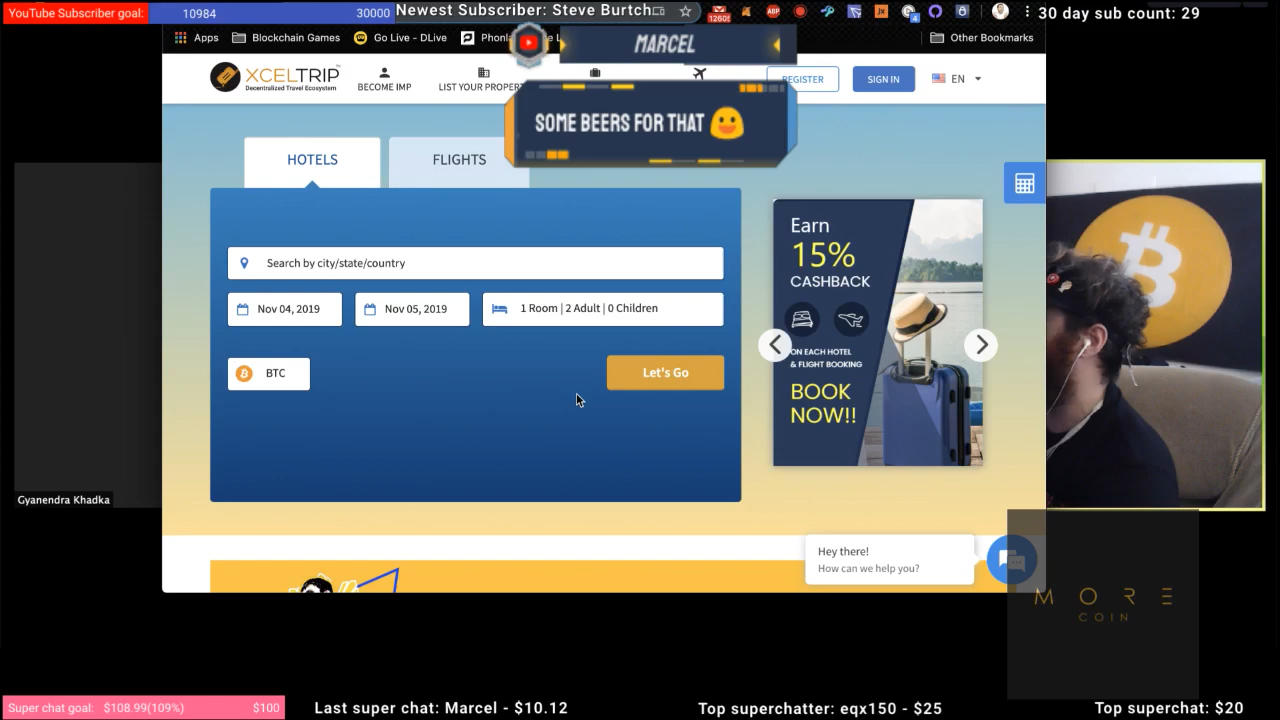 YouTube Subscriber goal:
10984
30000
Newest Subscriber: Steve Burtch
1260!
4
30 day sub count: 29
Apps
Blockchain Games
Go Live - DLive
Other Bookmarks
MARCEL
XCELTRIP
Decentralized Travel Ecosystem
BECOME IMP
LIST YOUR PROPERT
REGISTER
SIGN IN
EN
SOME BEERS FOR THAT
HOTELS
FLIGHTS
Search by city/state/country
Nov 04, 2019
Nov 05, 2019
1 Room | 2 Adult | 0 Children
BTC
Let's Go
Earn
15%
CASHBACK
ON EACH HOTEL
& FLIGHT BOOKING
BOOK
NOW!!
Gyanendra Khadka
Hey there!
How can we help you?
MORE
COIN
Super chat goal: $108.99(109%)
$100
Last super chat: Marcel - $10.12
Top superchatter: eqx150 - $25
Top superchat: $20